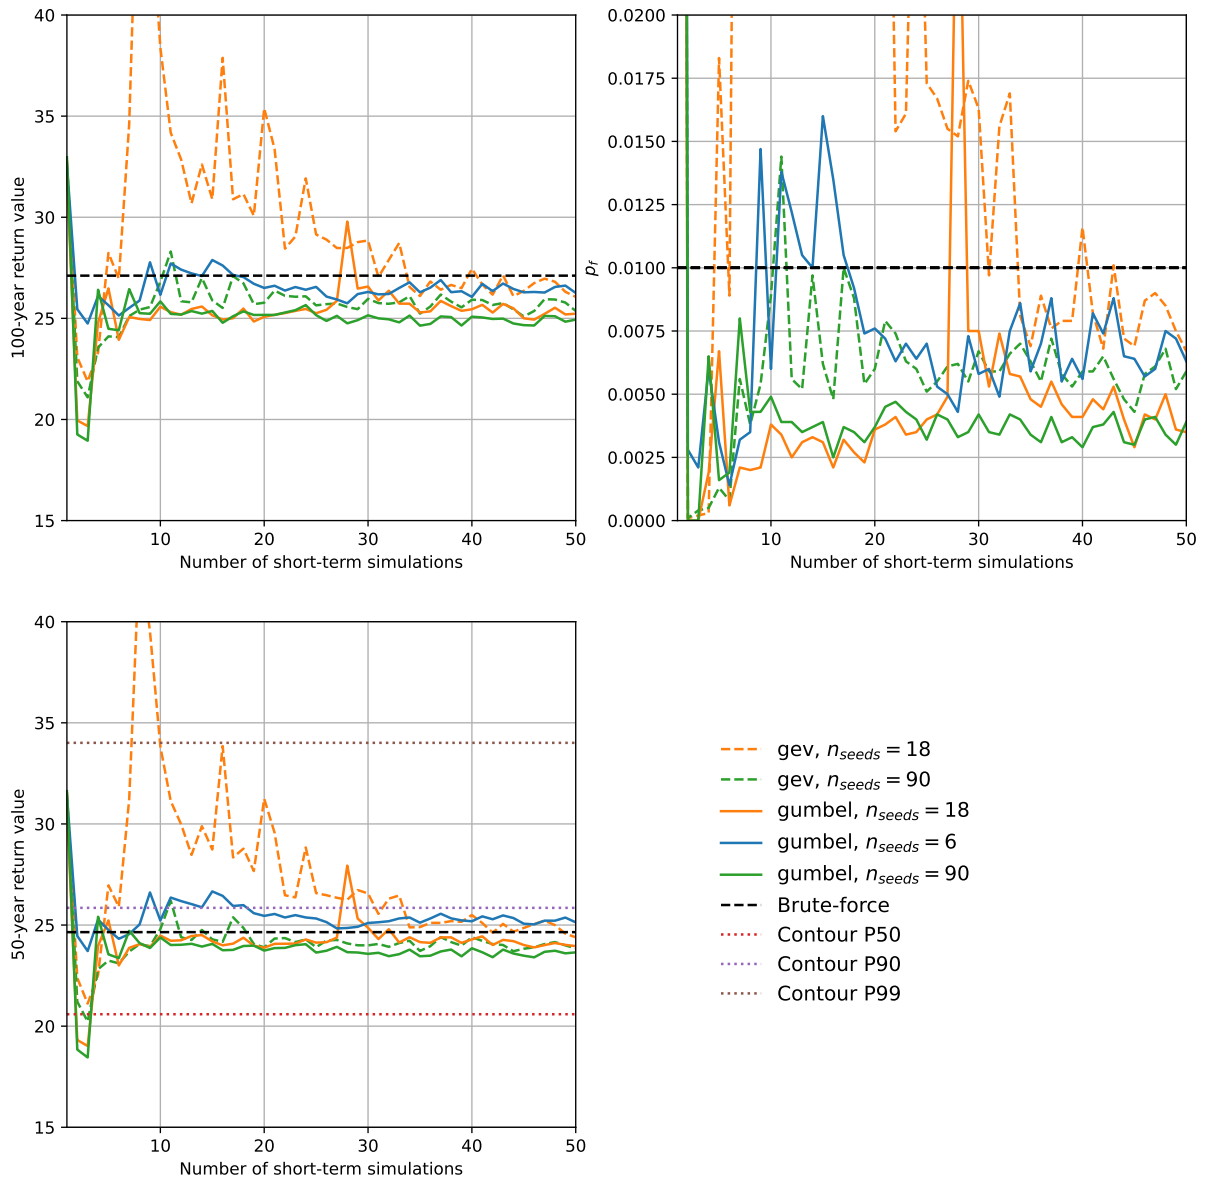 40
35
30
25
20
15
100-year return value
10 20 30 40 50
Number of short-term simulations
0.0200
0.0175
0.0150
0.0125
0.0100
0.0075
0.0050
0.0025
0.0000
p_f
10 20 30 40 50
Number of short-term simulations
40
35
30
25
20
15
50-year return value
10 20 30 40 50
Number of short-term simulations
gev, n_seeds = 18
gev, n_seeds = 90
gumbel, n_seeds = 18
gumbel, n_seeds = 6
gumbel, n_seeds = 90
Brute-force
Contour P50
Contour P90
Contour P99